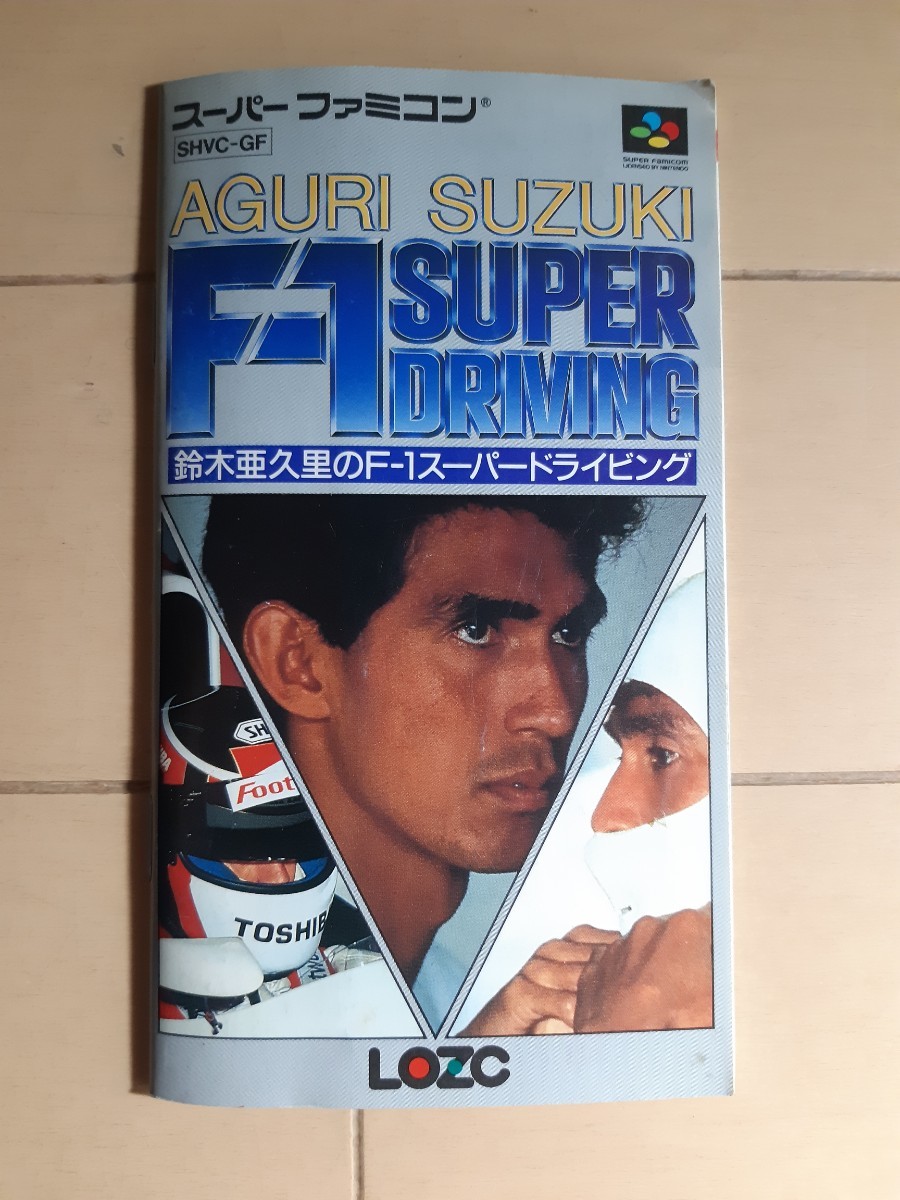 スーパーファミコン®
SHVC-GF
SUPER FAMICOM
AGURI SUZUKI
F-1 SUPER
DRIVING
鈴木亜久里のF-1スーパードライビング
SH
Foot
TOSHIB
LOZC